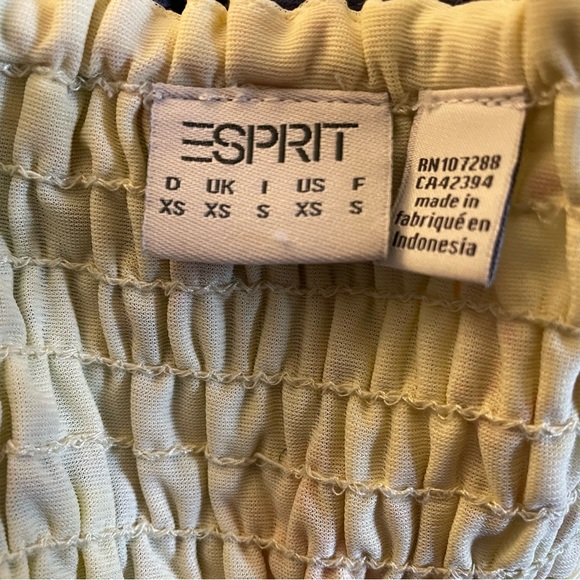 ESPRIT
D UK I US F
XS XS S XS S
RN107288
CA42394
made in
fabriqué en
Indonesia